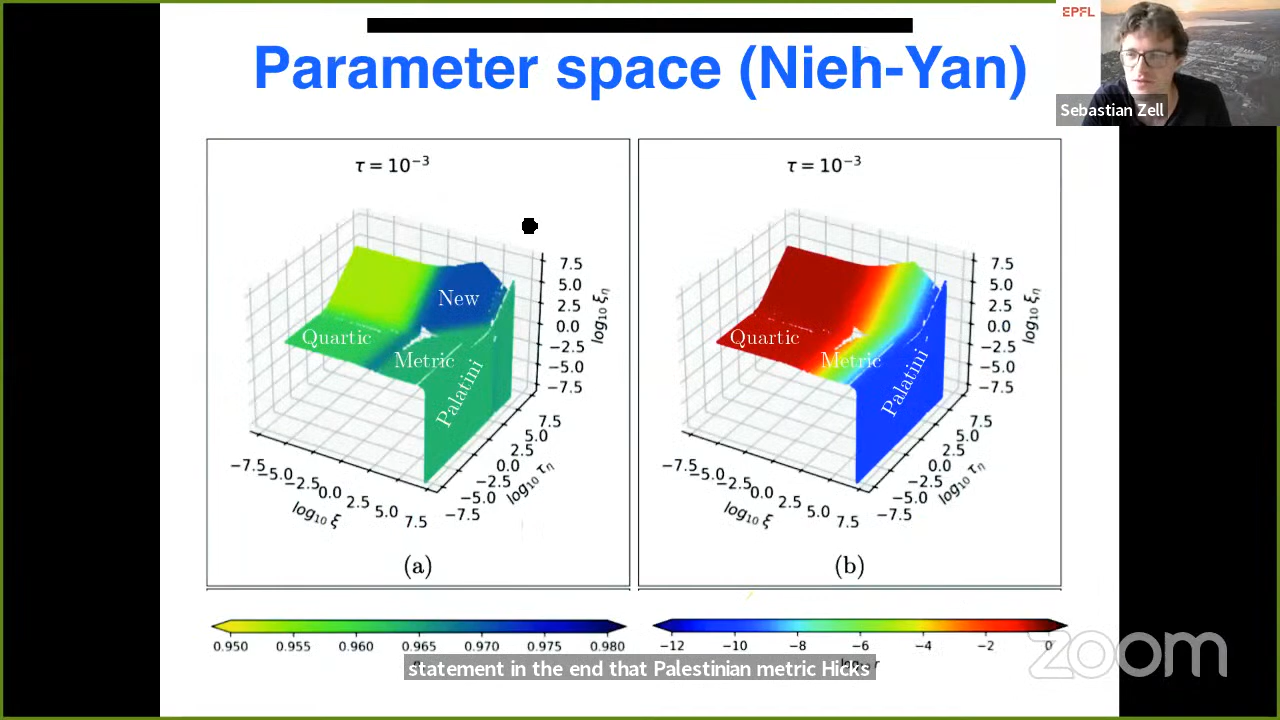 EPFL
Sebastian Zell
Parameter space (Nieh-Yan)
τ = 10⁻³
7.5
5.0
2.5
0.0
−2.5
−5.0
−7.5
log₁₀ ξη
New
Quartic
Metric
Palatini
7.5
5.0
2.5
0.0
−2.5
−5.0
−7.5
log₁₀ τη
−7.5
−5.0
−2.5
0.0
2.5
5.0
7.5
log₁₀ ξ
(a)
τ = 10⁻³
7.5
5.0
2.5
0.0
−2.5
−5.0
−7.5
log₁₀ ξη
Quartic
Metric
Palatini
7.5
5.0
2.5
0.0
−2.5
−5.0
−7.5
log₁₀ τη
−7.5
−5.0
−2.5
0.0
2.5
5.0
7.5
log₁₀ ξ
(b)
0.950 0.955 0.960 0.965 0.970 0.975 0.980
−12 −10 −8 −6 −4 −2 0
statement in the end that Palestinian metric Hicks
zoom